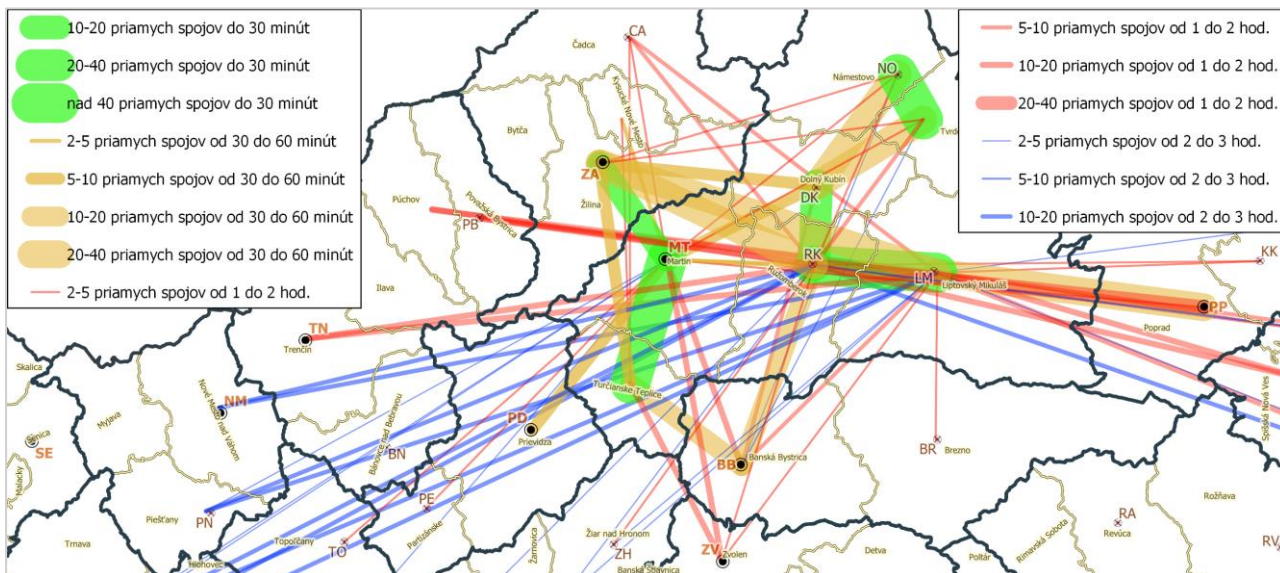 10-20 priamych spojov do 30 minút
20-40 priamych spojov do 30 minút
nad 40 priamych spojov do 30 minút
2-5 priamych spojov od 30 do 60 minút
5-10 priamych spojov od 30 do 60 minút
10-20 priamych spojov od 30 do 60 minút
20-40 priamych spojov od 30 do 60 minút
2-5 priamych spojov od 1 do 2 hod.
5-10 priamych spojov od 1 do 2 hod.
10-20 priamych spojov od 1 do 2 hod.
20-40 priamych spojov od 1 do 2 hod.
2-5 priamych spojov od 2 do 3 hod.
5-10 priamych spojov od 2 do 3 hod.
10-20 priamych spojov od 2 do 3 hod.
CA
Čadca
Kysucké Nové Mesto
NO
Námestovo
Bytča
ZA
Žilina
Dolný Kubín
DK
Púchov
PB
Považská Bystrica
MT
Martin
RK
Ružomberok
LM
Liptovský Mikuláš
KK
PP
Poprad
Ilava
TN
Trenčín
Skalica
Myjava
NM
Nové Mesto nad Váhom
SE
Senica
Malacky
Turčianske Teplice
PD
Prievidza
BN
Bánovce nad Bebravou
BB
Banská Bystrica
BR
Brezno
Spišská Nová Ves
Rožňava
PN
Piešťany
PE
Partizánske
TO
Topoľčany
Trnava
Hlohovec
Žarnovica
Žiar nad Hronom
ZH
Banská Štiavnica
ZV
Zvolen
Detva
Poltár
Rimavská Sobota
RA
Revúca
RV